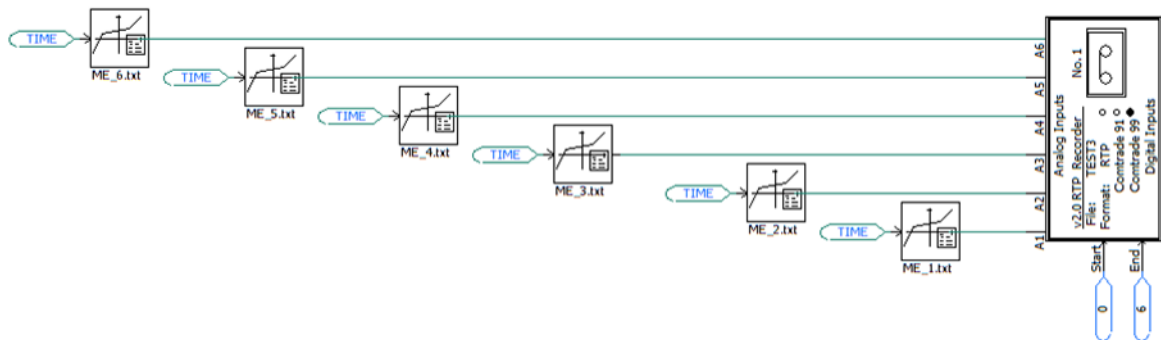 TIME
ME_6.txt
TIME
ME_5.txt
TIME
ME_4.txt
TIME
ME_3.txt
TIME
ME_2.txt
TIME
ME_1.txt
A6
A5
A4
A3
A2
A1
Analog Inputs
No. 1
v2.0 RTP Recorder
File: TEST3
Format: RTP
Comtrade 91
Comtrade 99
Digital Inputs
Start
End
0
6